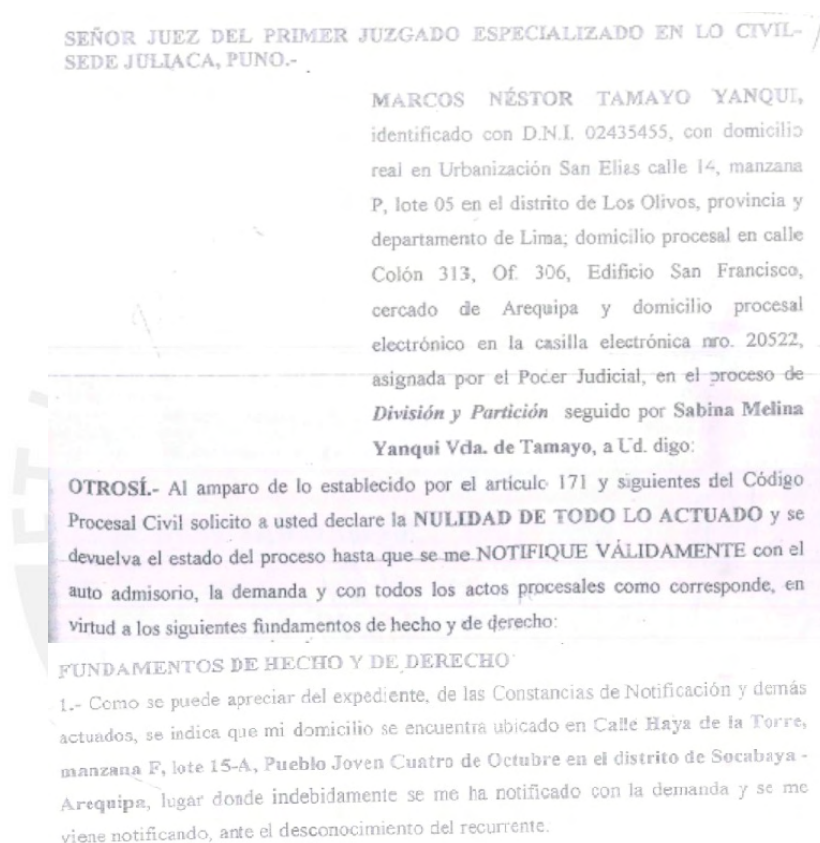 SEÑOR JUEZ DEL PRIMER JUZGADO ESPECIALIZADO EN LO CIVIL-
SEDE JULIACA, PUNO.-
MARCOS NÉSTOR TAMAYO YANQUI,
identificado con D.N.I. 02435455, con domicilio
real en Urbanización San Elias calle 14, manzana
P, lote 05 en el distrito de Los Olivos, provincia y
departamento de Lima; domicilio procesal en calle
Colón 313, Of. 306, Edificio San Francisco,
cercado de Arequipa y domicilio procesal
electrónico en la casilla electrónica nro. 20522,
asignada por el Poder Judicial, en el proceso de
División y Partición seguido por Sabina Melina
Yanqui Vda. de Tamayo, a Ud. digo:
OTROSÍ.- Al amparo de lo establecido por el artículo 171 y siguientes del Código
Procesal Civil solicito a usted declare la NULIDAD DE TODO LO ACTUADO y se
devuelva el estado del proceso hasta que se me NOTIFIQUE VÁLIDAMENTE con el
auto admisorio, la demanda y con todos los actos procesales como corresponde, en
virtud a los siguientes fundamentos de hecho y de derecho:
FUNDAMENTOS DE HECHO Y DE DERECHO
1.- Como se puede apreciar del expediente, de las Constancias de Notificación y demás
actuados, se indica que mi domicilio se encuentra ubicado en Calle Haya de la Torre,
manzana F, lote 15-A, Pueblo Joven Cuatro de Octubre en el distrito de Socabaya -
Arequipa, lugar donde indebidamente se me ha notificado con la demanda y se me
viene notificando, ante el desconocimiento del recurrente.